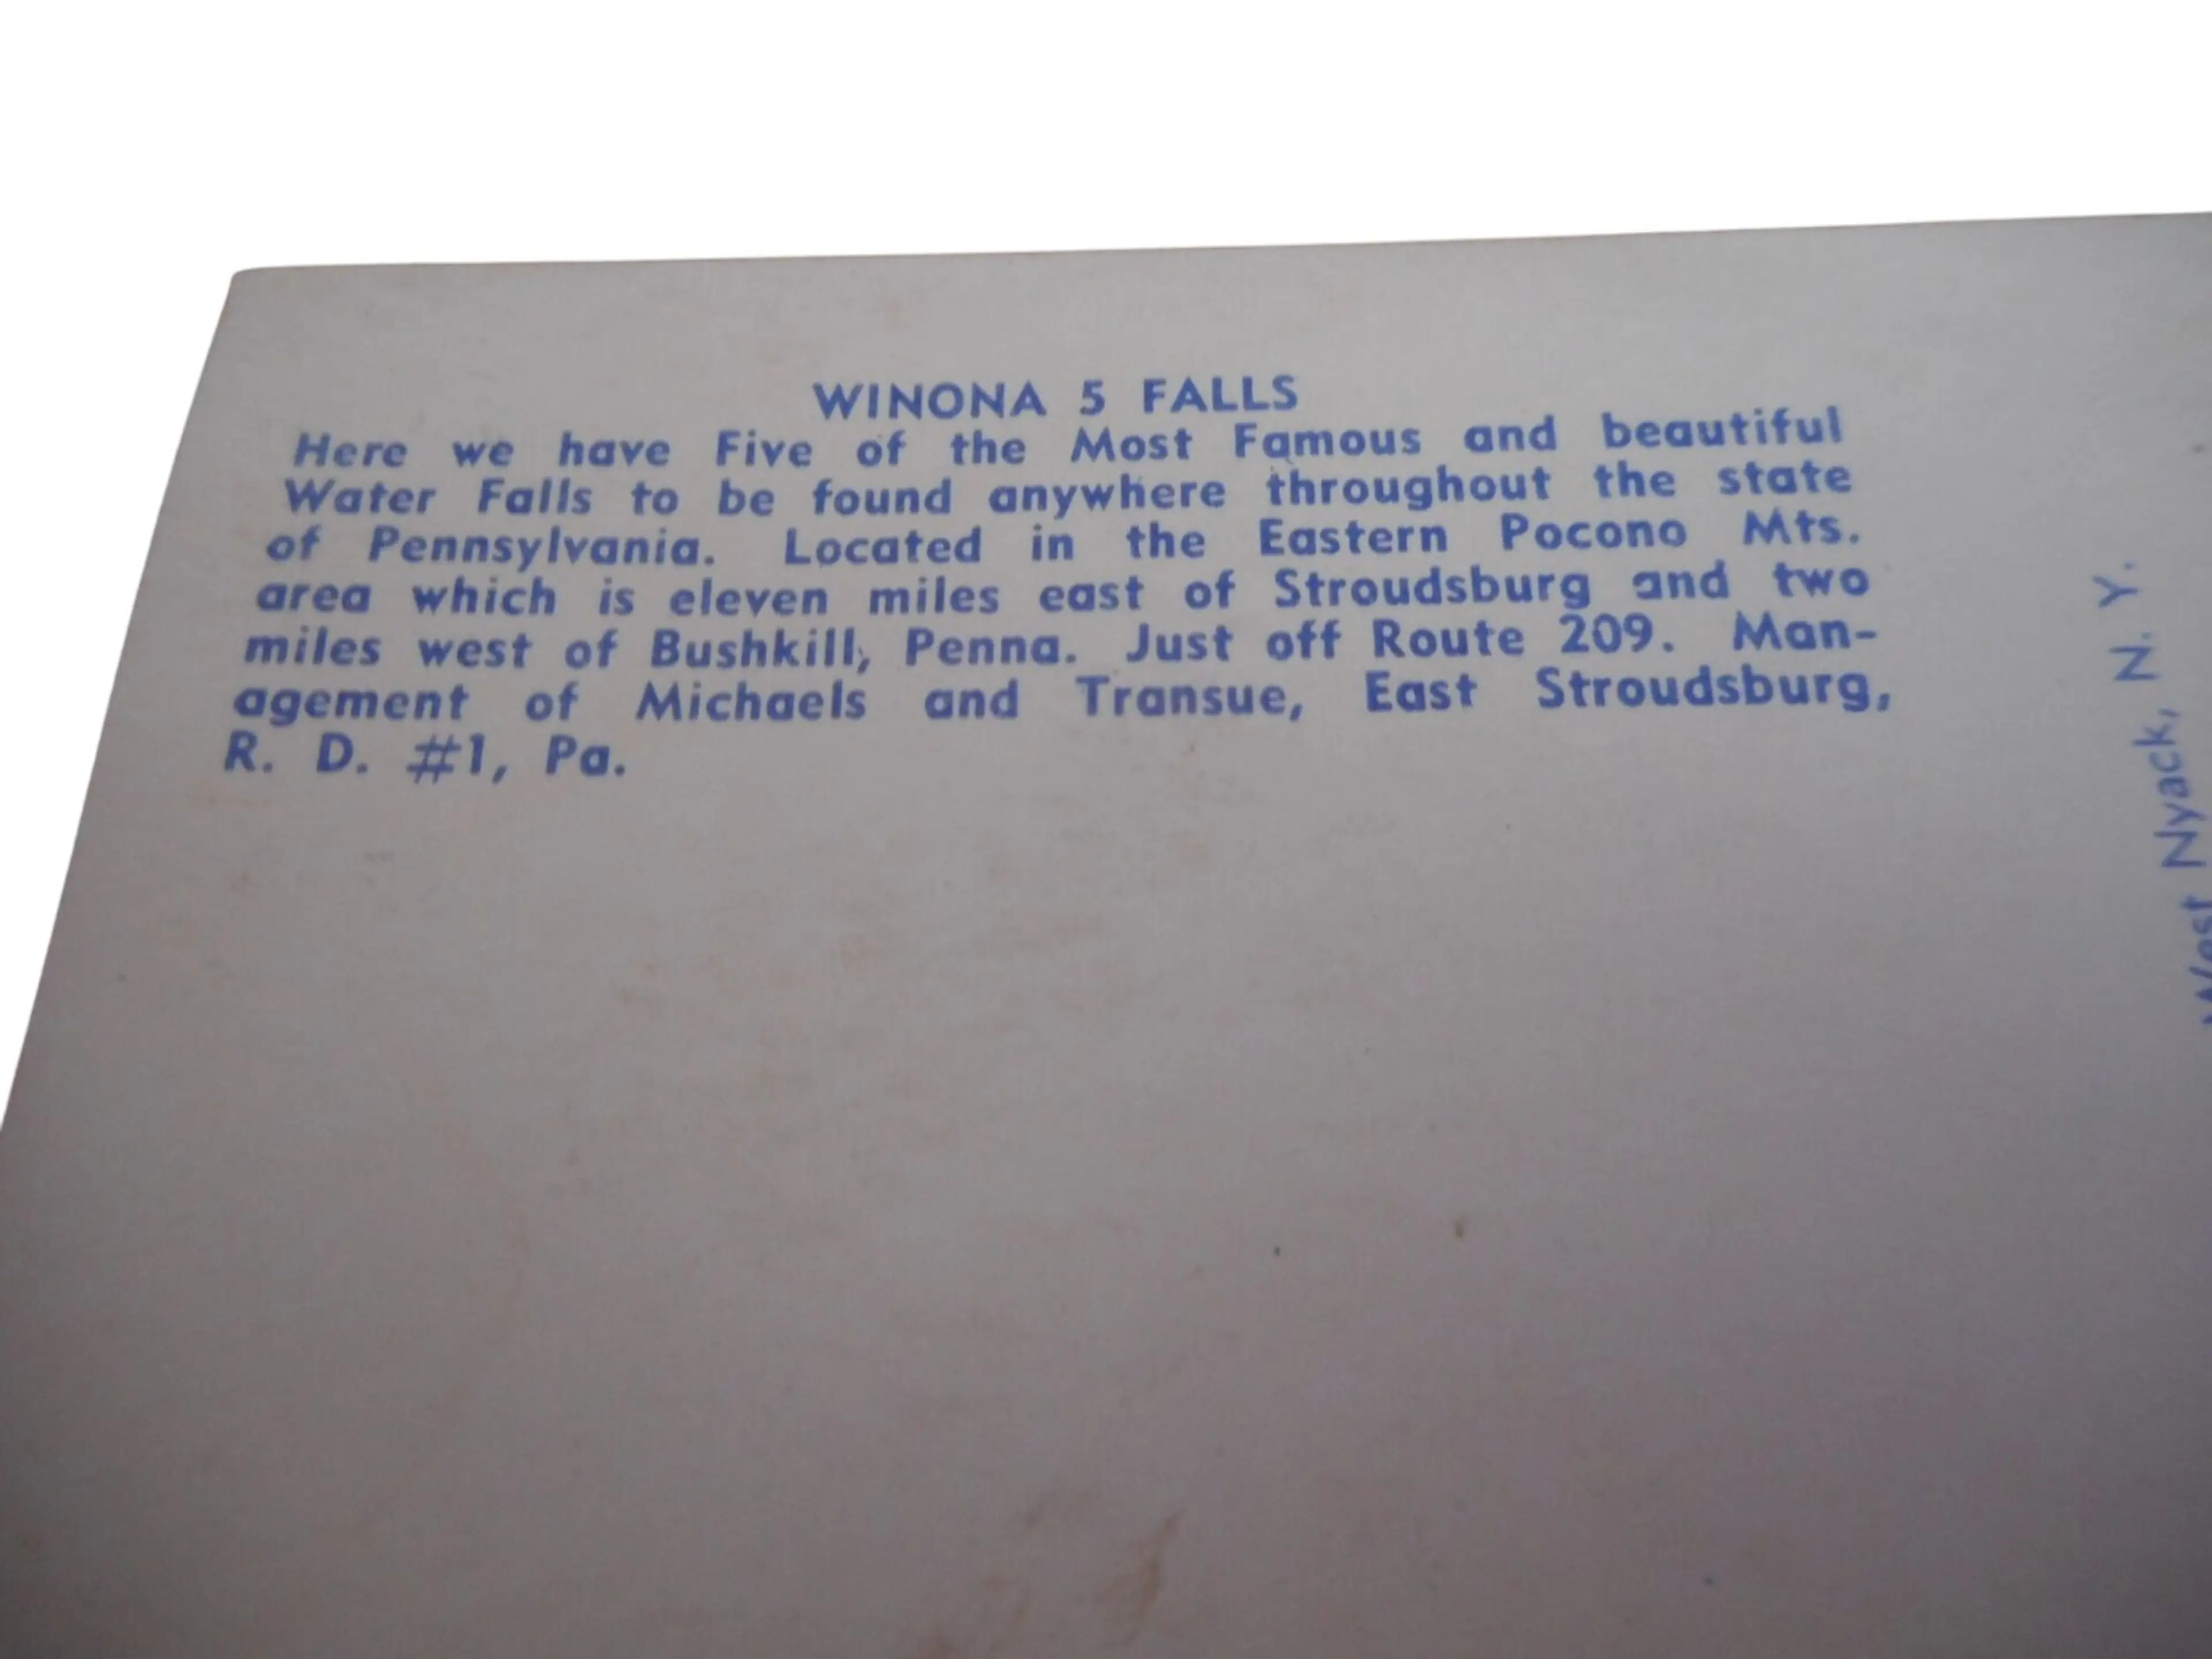 WINONA 5 FALLS
Here we have Five of the Most Famous and beautiful
Water Falls to be found anywhere throughout the state
of Pennsylvania. Located in the Eastern Pocono Mts.
area which is eleven miles east of Stroudsburg and two
miles west of Bushkill, Penna. Just off Route 209. Man-
agement of Michaels and Transue, East Stroudsburg,
R. D. #1, Pa.
West Nyack, N. Y.